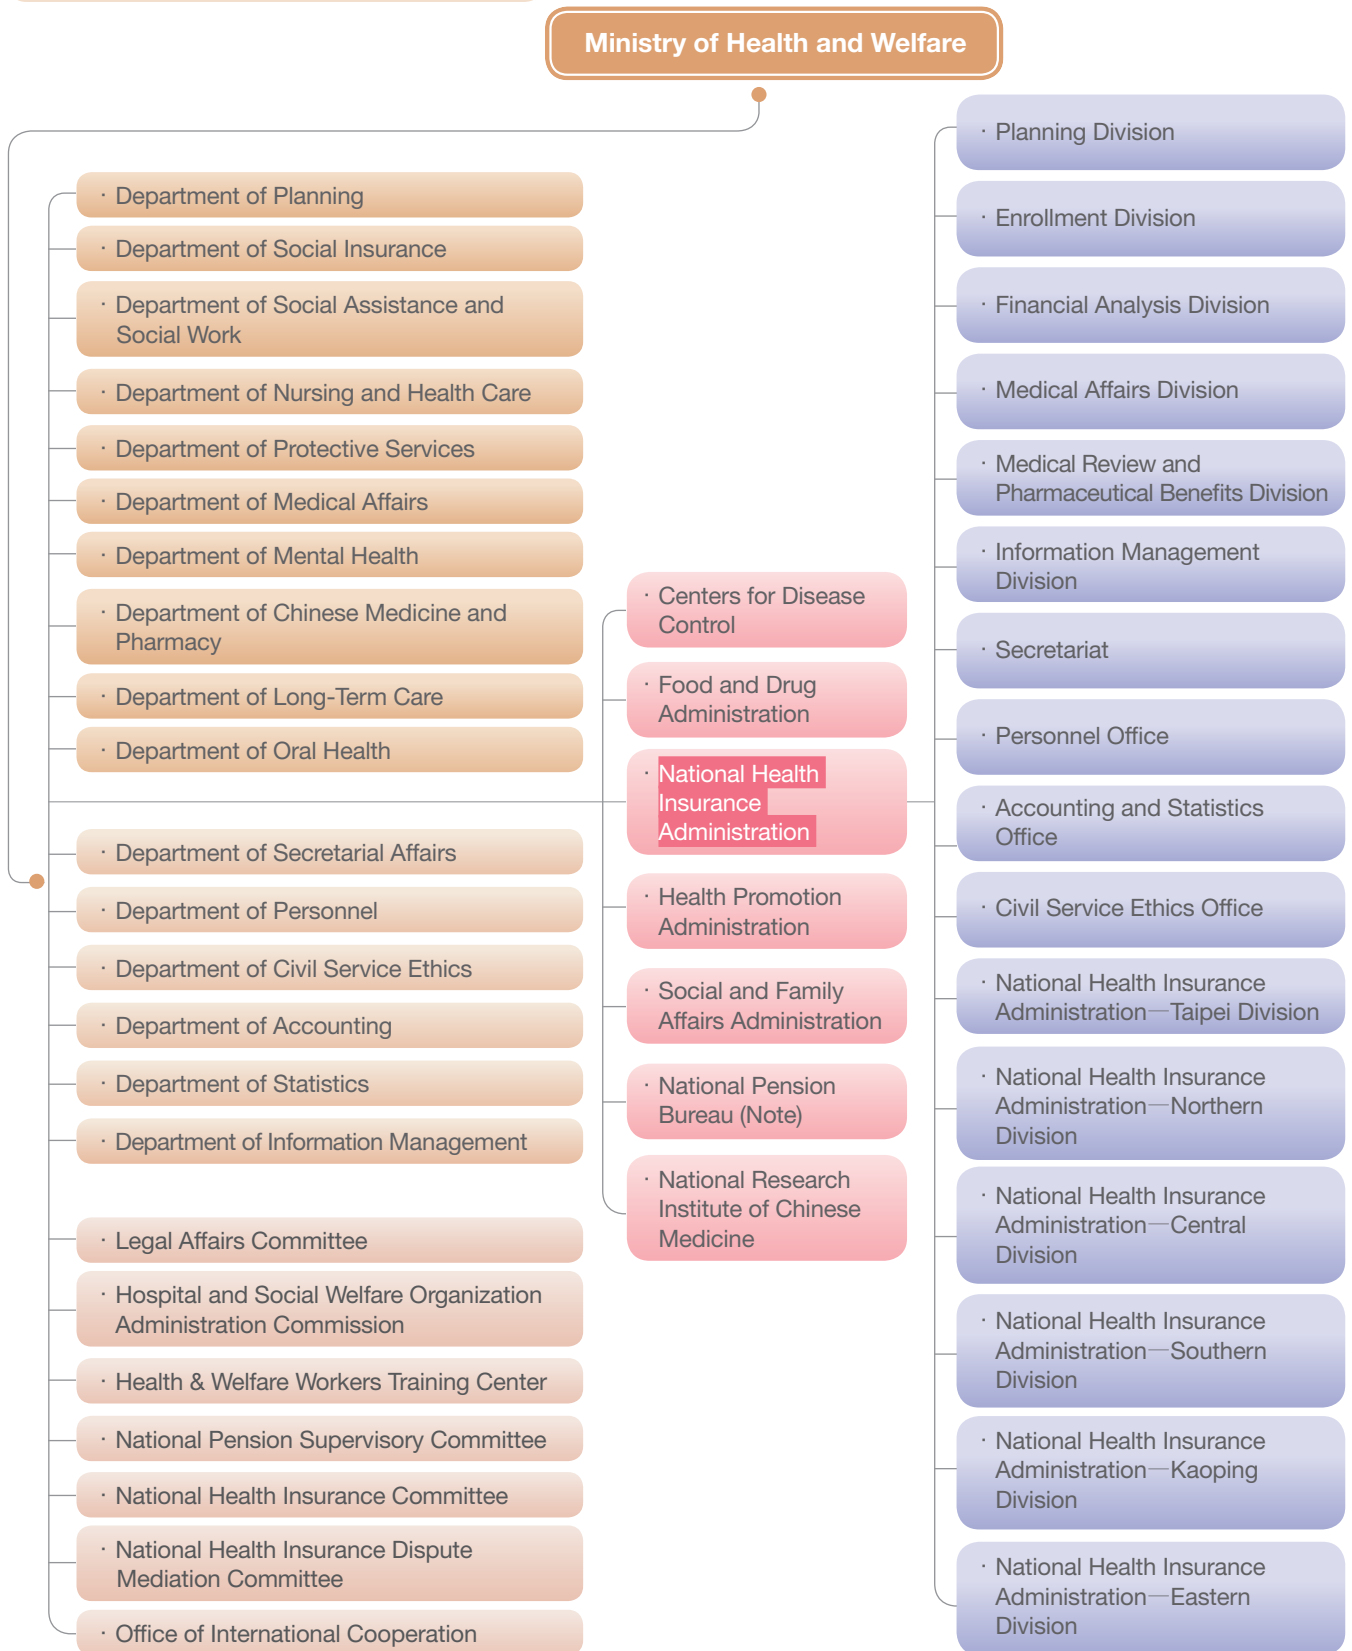 Ministry of Health and Welfare
· Department of Planning
· Department of Social Insurance
· Department of Social Assistance and
Social Work
· Department of Nursing and Health Care
· Department of Protective Services
· Department of Medical Affairs
· Department of Mental Health
· Department of Chinese Medicine and
Pharmacy
· Department of Long-Term Care
· Department of Oral Health
· Department of Secretarial Affairs
· Department of Personnel
· Department of Civil Service Ethics
· Department of Accounting
· Department of Statistics
· Department of Information Management
· Legal Affairs Committee
· Hospital and Social Welfare Organization
Administration Commission
· Health & Welfare Workers Training Center
· National Pension Supervisory Committee
· National Health Insurance Committee
· National Health Insurance Dispute
Mediation Committee
· Office of International Cooperation
· Centers for Disease
Control
· Food and Drug
Administration
· National Health
Insurance
Administration
· Health Promotion
Administration
· Social and Family
Affairs Administration
· National Pension
Bureau (Note)
· National Research
Institute of Chinese
Medicine
· Planning Division
· Enrollment Division
· Financial Analysis Division
· Medical Affairs Division
· Medical Review and
Pharmaceutical Benefits Division
· Information Management
Division
· Secretariat
· Personnel Office
· Accounting and Statistics
Office
· Civil Service Ethics Office
· National Health Insurance
Administration—Taipei Division
· National Health Insurance
Administration—Northern
Division
· National Health Insurance
Administration—Central
Division
· National Health Insurance
Administration—Southern
Division
· National Health Insurance
Administration—Kaoping
Division
· National Health Insurance
Administration—Eastern
Division